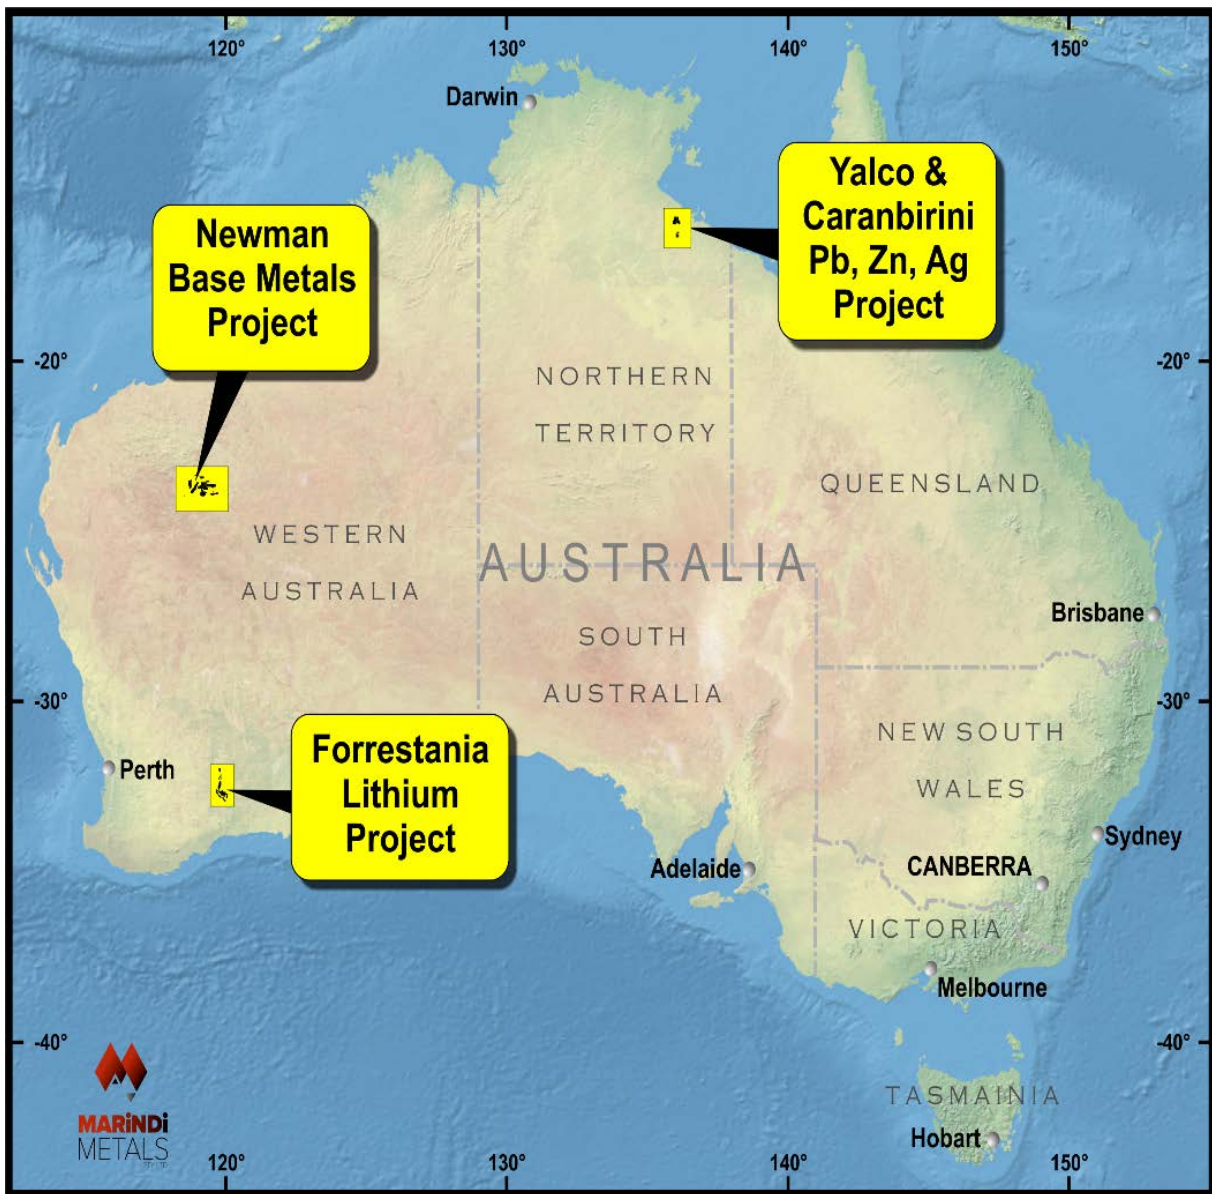 120°
130°
140°
150°
Darwin
Yalco &
Caranbirini
Pb, Zn, Ag
Project
Newman
Base Metals
Project
-20°
-20°
NORTHERN
TERRITORY
QUEENSLAND
WESTERN
AUSTRALIA
AUSTRALIA
Brisbane
SOUTH
AUSTRALIA
-30°
-30°
NEW SOUTH
WALES
Forrestania
Lithium
Project
Perth
Sydney
Adelaide
CANBERRA
VICTORIA
Melbourne
-40°
-40°
MARiNDi
METALS
PTY LTD
TASMAINIA
Hobart
120°
130°
140°
150°